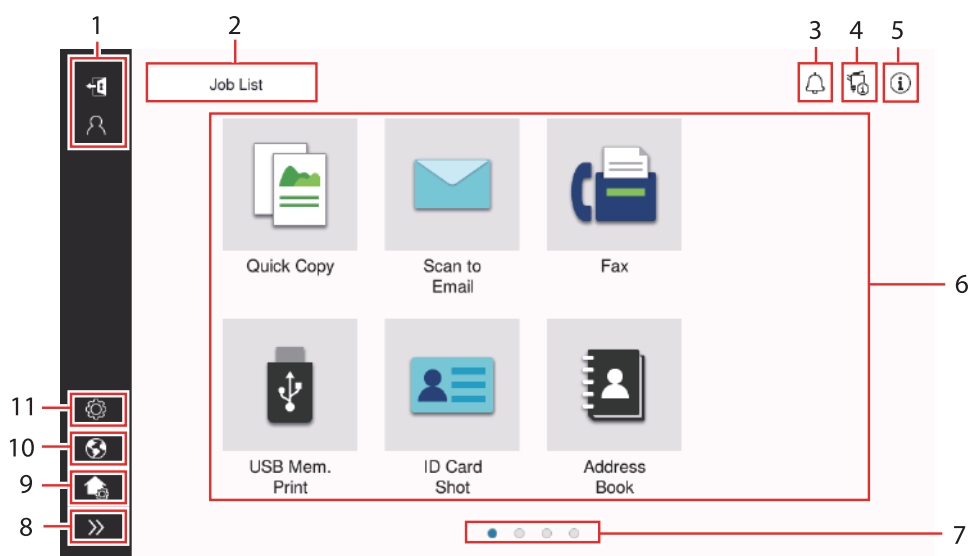 1
2
3
4
5
Job List
Quick Copy
Scan to
Email
Fax
6
USB Mem.
Print
ID Card
Shot
Address
Book
11
10
9
8
7